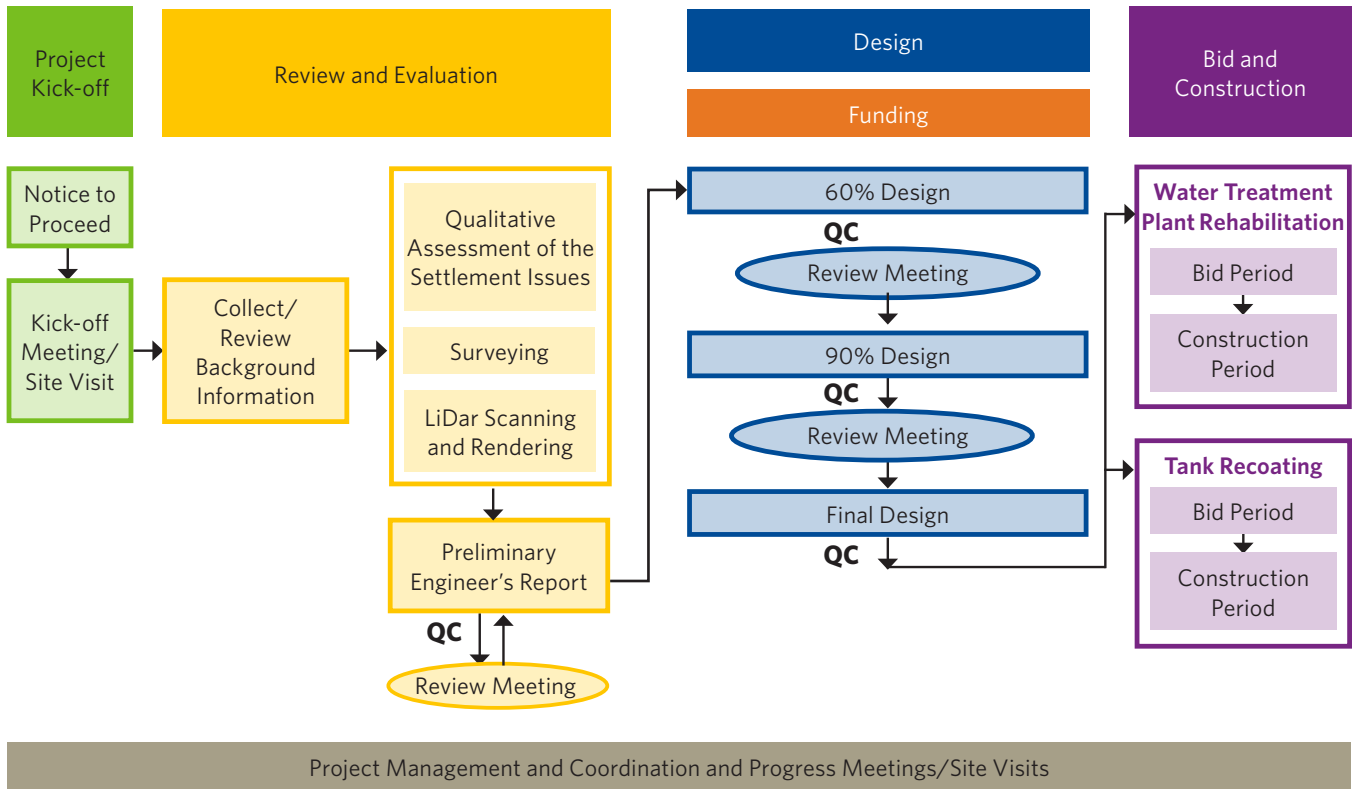 Project
Kick-off
Review and Evaluation
Design
Funding
Bid and
Construction
Notice to
Proceed
Kick-off
Meeting/
Site Visit
Collect/
Review
Background
Information
Qualitative
Assessment of the
Settlement Issues
Surveying
LiDar Scanning
and Rendering
Preliminary
Engineer's Report
QC
Review Meeting
60% Design
QC
Review Meeting
90% Design
QC
Review Meeting
Final Design
QC
Water Treatment
Plant Rehabilitation
Bid Period
Construction
Period
Tank Recoating
Bid Period
Construction
Period
Project Management and Coordination and Progress Meetings/Site Visits